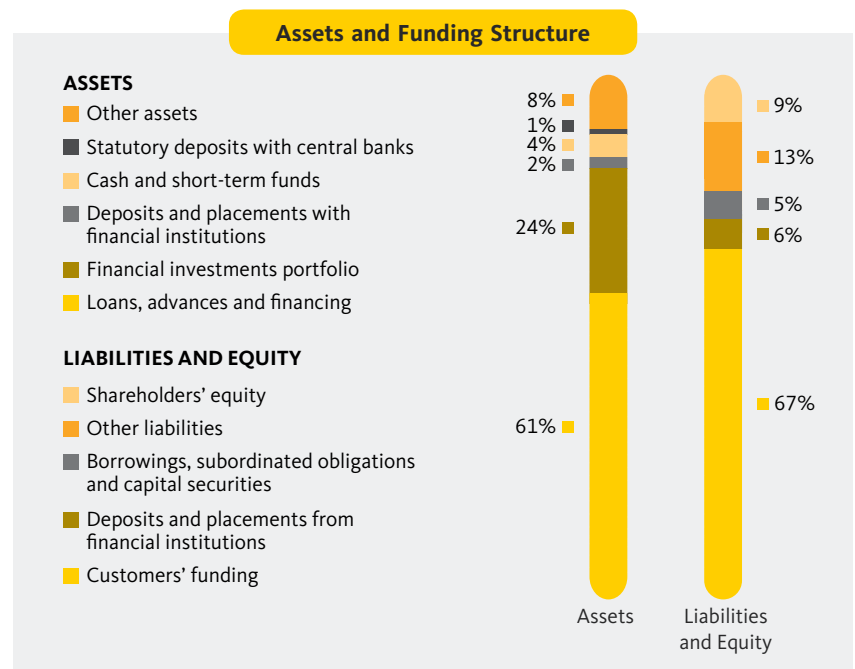 Assets and Funding Structure
ASSETS
Other assets
Statutory deposits with central banks
Cash and short-term funds
Deposits and placements with
financial institutions
Financial investments portfolio
Loans, advances and financing
LIABILITIES AND EQUITY
Shareholders’ equity
Other liabilities
Borrowings, subordinated obligations
and capital securities
Deposits and placements from
financial institutions
Customers’ funding
8%
1%
4%
2%
24%
61%
Assets
9%
13%
5%
6%
67%
Liabilities
and Equity